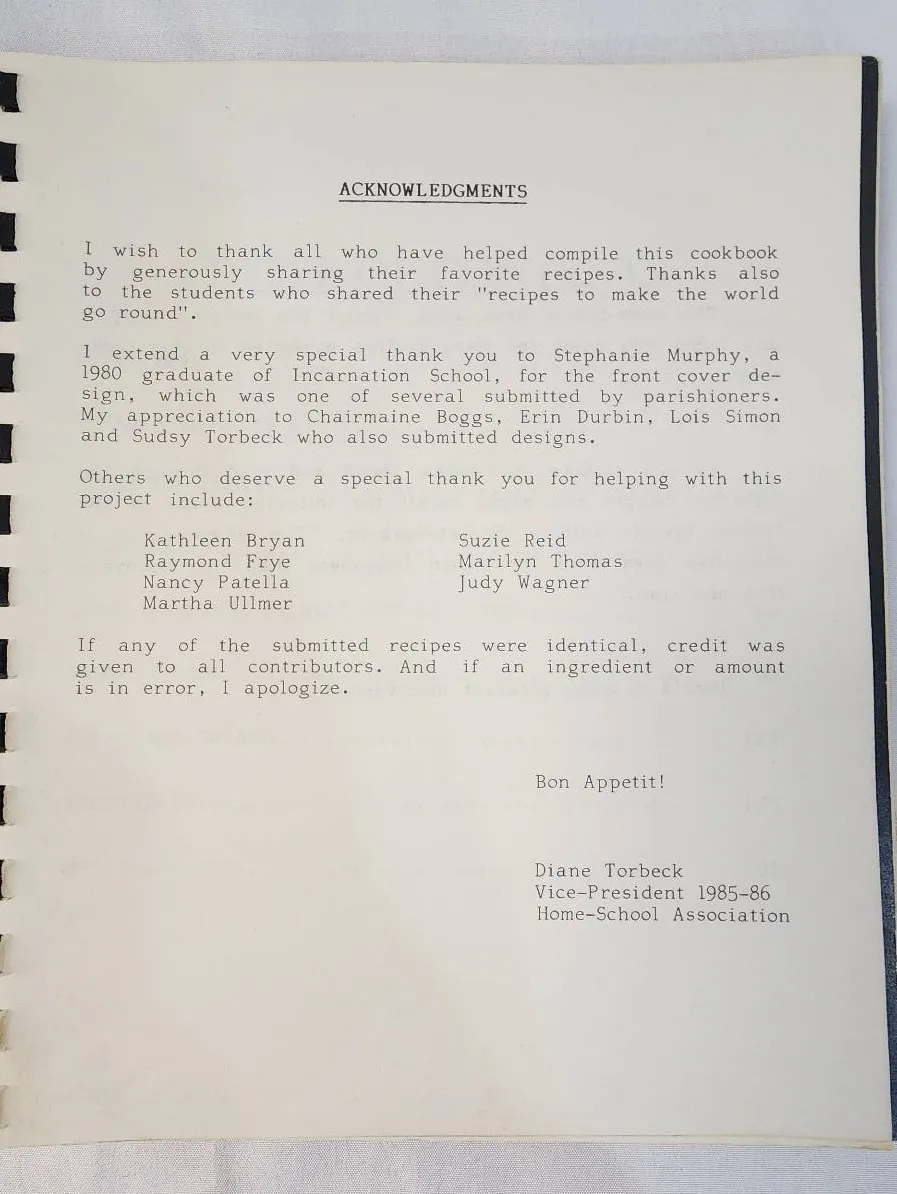 ACKNOWLEDGMENTS
I wish to thank all who have helped compile this cookbook
by generously sharing their favorite recipes. Thanks also
to the students who shared their "recipes to make the world
go round".
I extend a very special thank you to Stephanie Murphy, a
1980 graduate of Incarnation School, for the front cover de-
sign, which was one of several submitted by parishioners.
My appreciation to Chairmaine Boggs, Erin Durbin, Lois Simon
and Sudsy Torbeck who also submitted designs.
Others who deserve a special thank you for helping with this
project include:
Kathleen Bryan Suzie Reid
Raymond Frye Marilyn Thomas
Nancy Patella Judy Wagner
Martha Ullmer
If any of the submitted recipes were identical, credit was
given to all contributors. And if an ingredient or amount
is in error, I apologize.
Bon Appetit!
Diane Torbeck
Vice-President 1985-86
Home-School Association